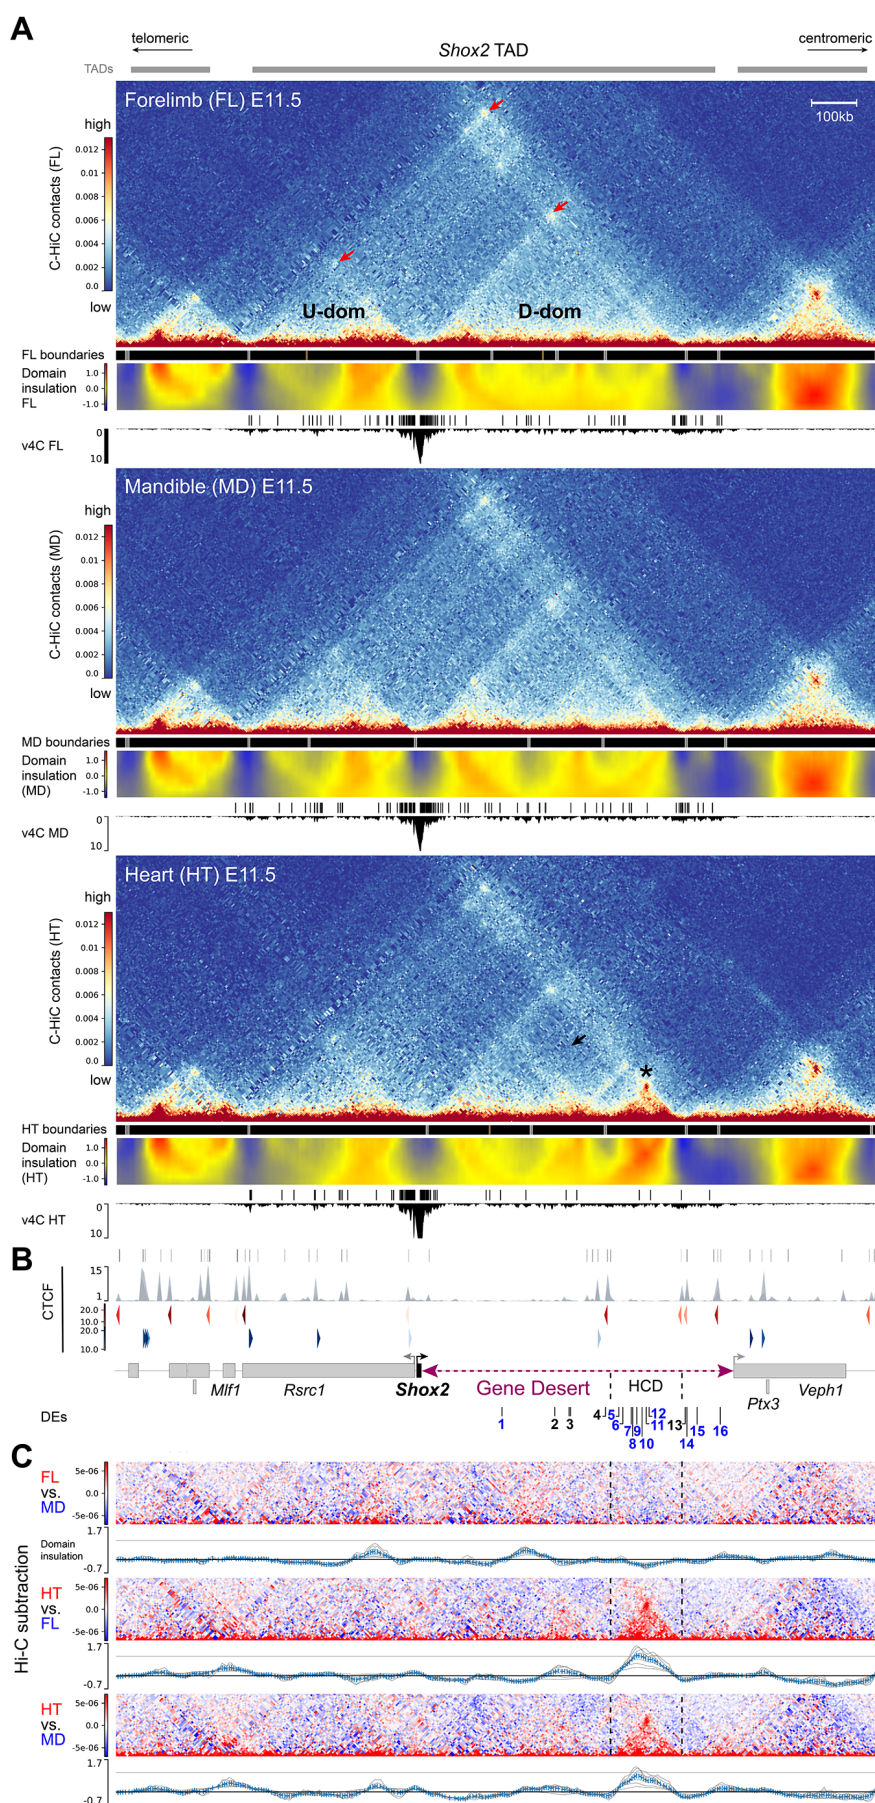 A
telomeric
Shox2 TAD
centromeric
TADs
Forelimb (FL) E11.5
100kb
high
C-HiC contacts (FL)
0.012
0.010
0.008
0.006
0.004
0.002
0.0
low
U-dom
D-dom
FL boundaries
Domain
insulation
FL
1.0
0.0
-1.0
v4C FL
0
10
Mandible (MD) E11.5
high
C-HiC contacts (MD)
0.012
0.010
0.008
0.006
0.004
0.002
0.0
low
MD boundaries
Domain
insulation
(MD)
1.0
0.0
-1.0
v4C MD
0
10
Heart (HT) E11.5
high
C-HiC contacts (HT)
0.012
0.010
0.008
0.006
0.004
0.002
0.0
low
*
HT boundaries
Domain
insulation
(HT)
1.0
0.0
-1.0
v4C HT
0
10
B
CTCF
15
1
20.0
10.0
20.0
10.0
Mlf1
Rsrc1
Shox2
Gene Desert
HCD
Ptx3
Veph1
DEs
1 2 3 4 5 6 7 8 9 10 11 12 13 14 15 16
C
Hi-C subtraction
FL
vs.
MD
5e-06
0.0
-5e-06
Domain
insulation
1.7
-0.7
HT
vs.
FL
5e-06
0.0
-5e-06
1.7
-0.7
HT
vs.
MD
5e-06
0.0
-5e-06
1.7
-0.7